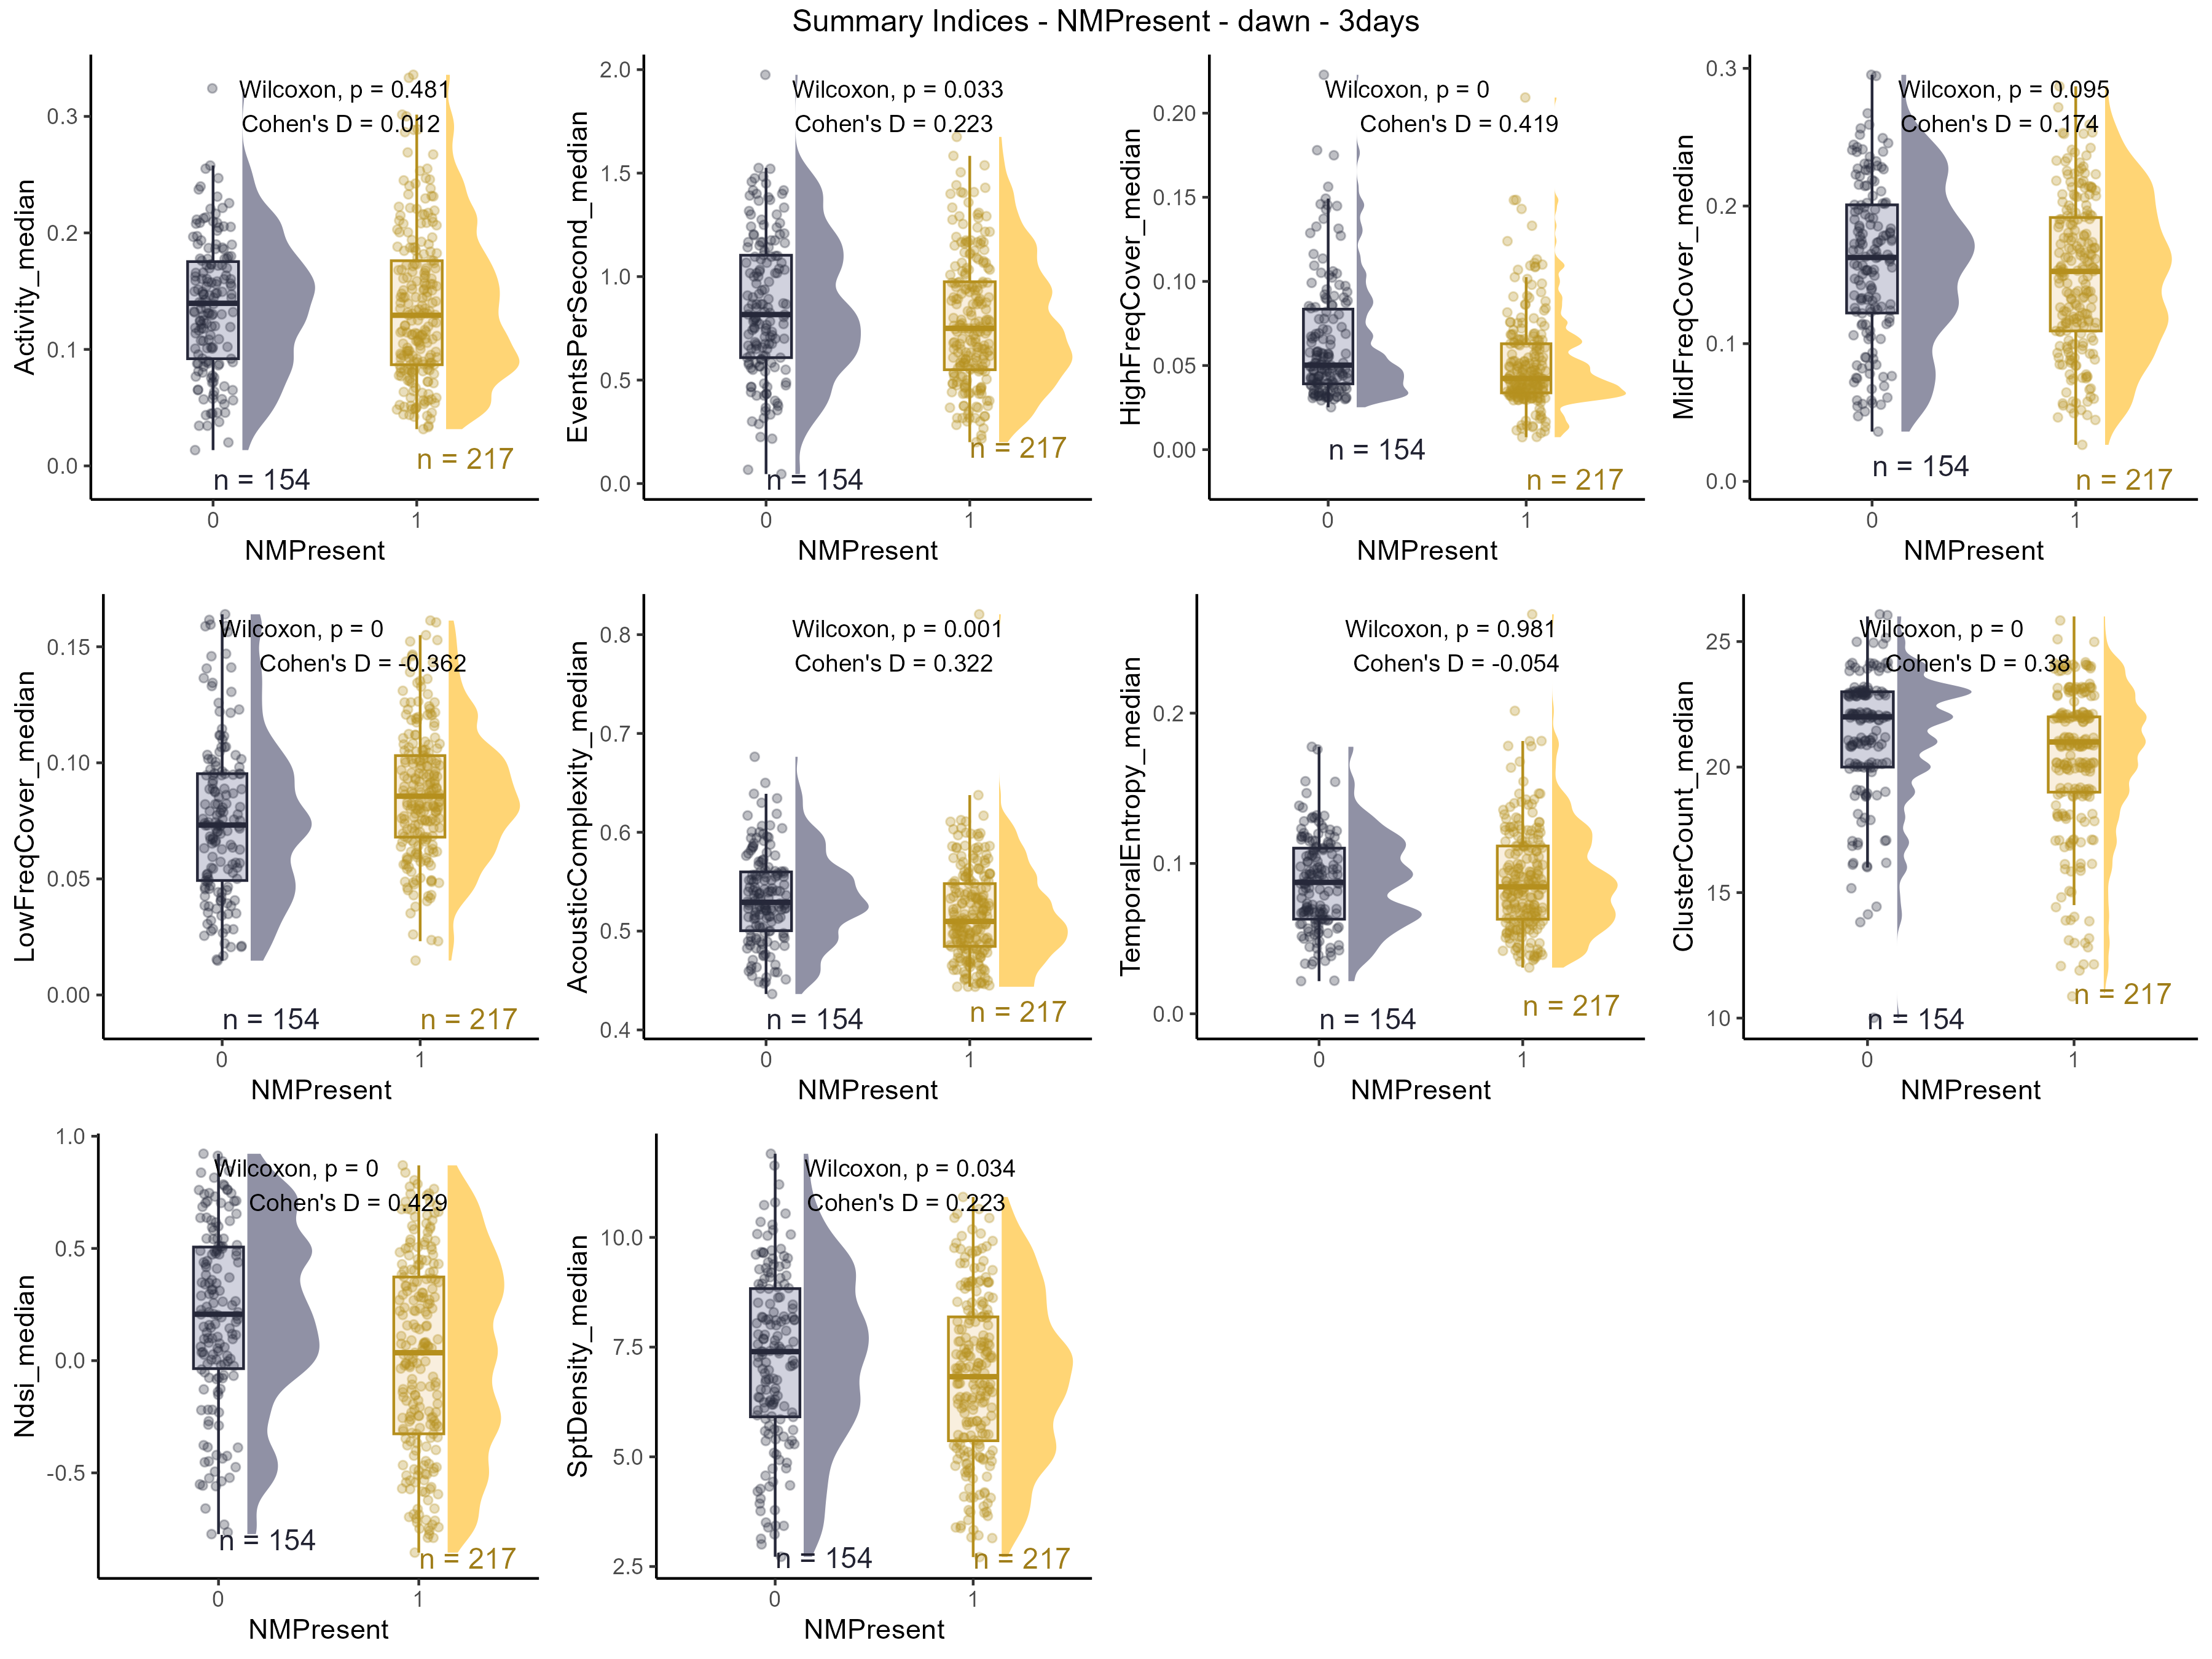 Summary Indices - NMPresent - dawn - 3days
Activity_median
0.3
0.2
0.1
0.0
Wilcoxon, p = 0.481
Cohen's D = 0.012
n = 154
n = 217
0
1
NMPresent
EventsPerSecond_median
2.0
1.5
1.0
0.5
0.0
Wilcoxon, p = 0.033
Cohen's D = 0.223
n = 154
n = 217
0
1
NMPresent
HighFreqCover_median
0.20
0.15
0.10
0.05
0.00
Wilcoxon, p = 0
Cohen's D = 0.419
n = 154
n = 217
0
1
NMPresent
MidFreqCover_median
0.3
0.2
0.1
0.0
Wilcoxon, p = 0.095
Cohen's D = 0.174
n = 154
n = 217
0
1
NMPresent
LowFreqCover_median
0.15
0.10
0.05
0.00
Wilcoxon, p = 0
Cohen's D = -0.362
n = 154
n = 217
0
1
NMPresent
AcousticComplexity_median
0.8
0.7
0.6
0.5
0.4
Wilcoxon, p = 0.001
Cohen's D = 0.322
n = 154
n = 217
0
1
NMPresent
TemporalEntropy_median
0.2
0.1
0.0
Wilcoxon, p = 0.981
Cohen's D = -0.054
n = 154
n = 217
0
1
NMPresent
ClusterCount_median
25
20
15
10
Wilcoxon, p = 0
Cohen's D = 0.38
n = 154
n = 217
0
1
NMPresent
Ndsi_median
1.0
0.5
0.0
-0.5
Wilcoxon, p = 0
Cohen's D = 0.429
n = 154
n = 217
0
1
NMPresent
SptDensity_median
10.0
7.5
5.0
2.5
Wilcoxon, p = 0.034
Cohen's D = 0.223
n = 154
n = 217
0
1
NMPresent